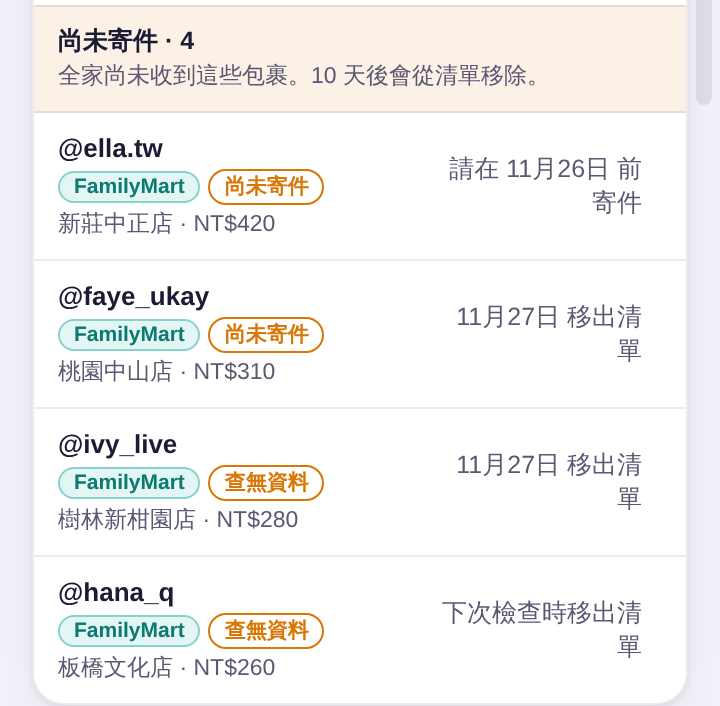 尚未寄件 · 4
全家尚未收到這些包裹。10 天後會從清單移除。
@ella.tw
FamilyMart 尚未寄件
新莊中正店 · NT$420
請在 11月26日 前
寄件
@faye_ukay
FamilyMart 尚未寄件
桃園中山店 · NT$310
11月27日 移出清
單
@ivy_live
FamilyMart 查無資料
樹林新柑園店 · NT$280
11月27日 移出清
單
@hana_q
FamilyMart 查無資料
板橋文化店 · NT$260
下次檢查時移出清
單